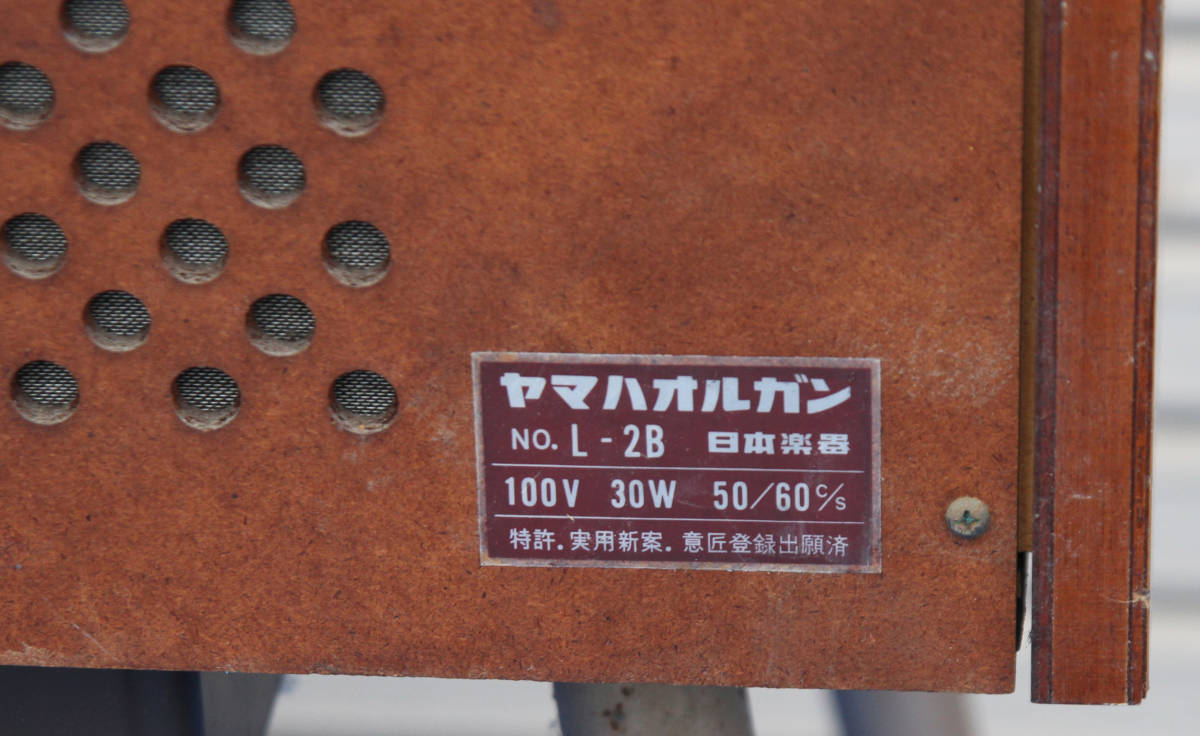 ヤマハオルガン
NO. L-2B 日本楽器
100V 30W 50/60 c/s
特許.実用新案.意匠登録出願済